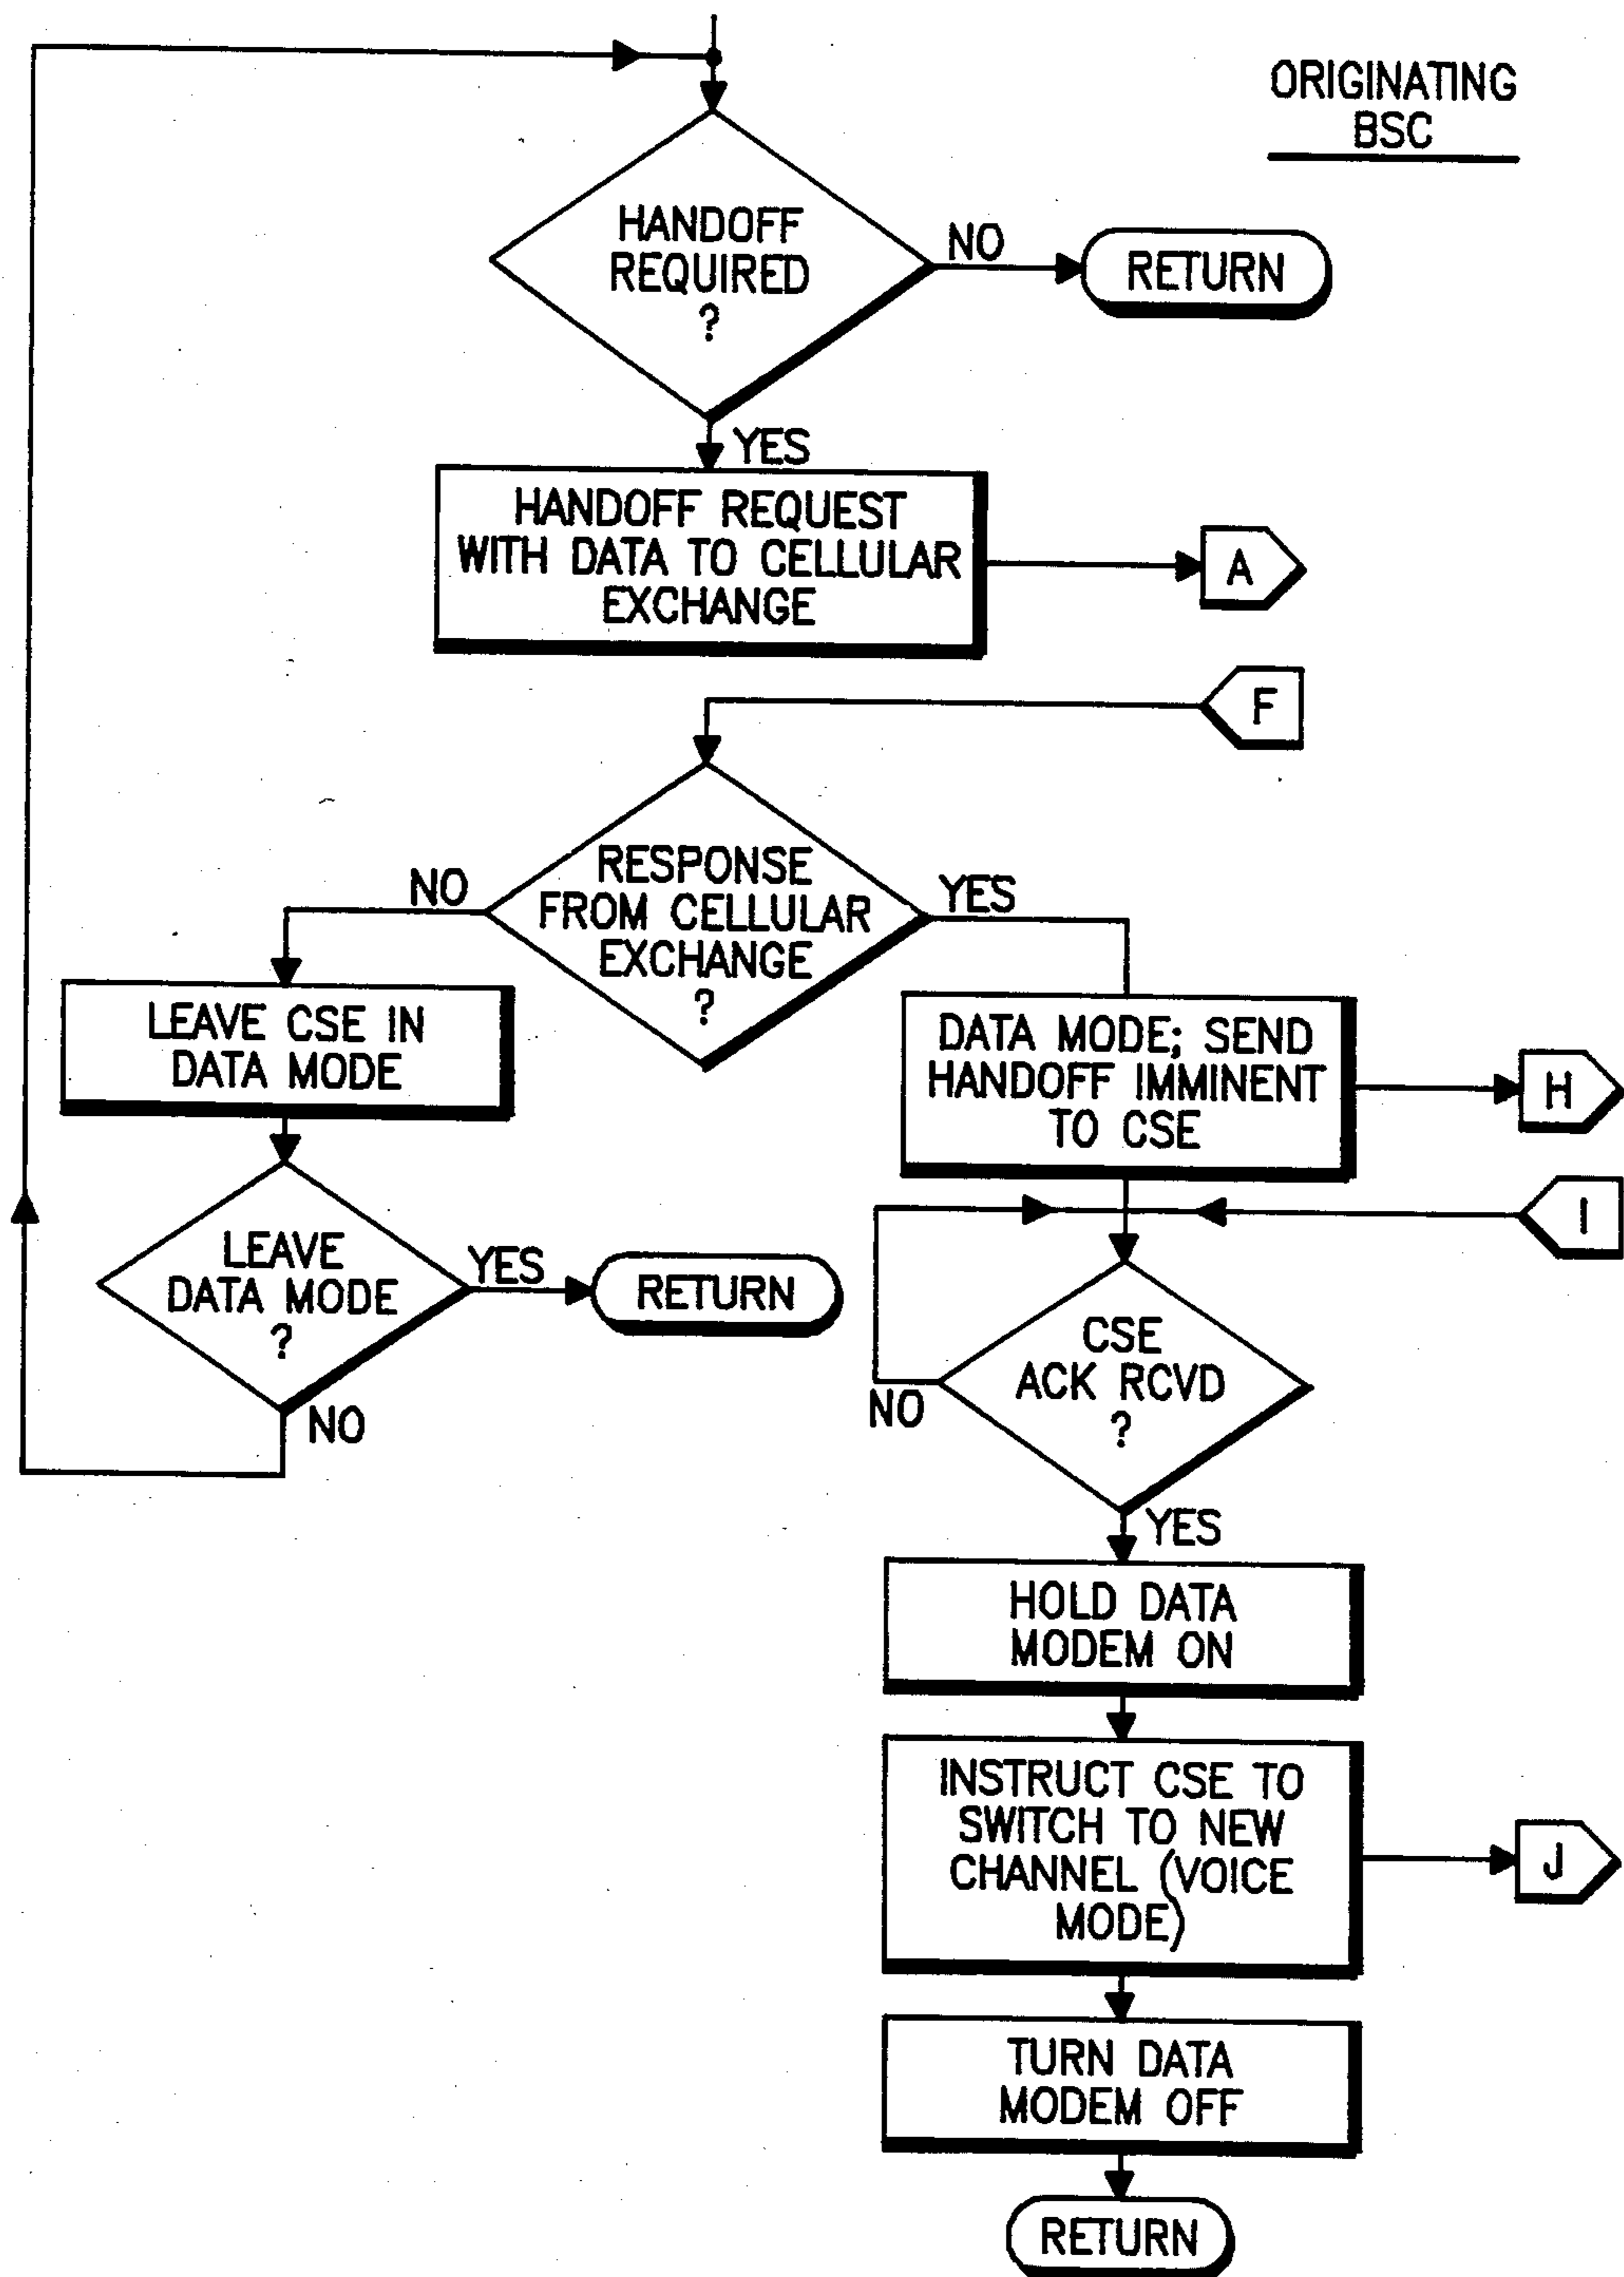 ORIGINATING
BSC
HANDOFF
REQUIRED
?
NO
RETURN
YES
HANDOFF REQUEST
WITH DATA TO CELLULAR
EXCHANGE
A
F
RESPONSE
FROM CELLULAR
EXCHANGE
?
NO
YES
LEAVE CSE IN
DATA MODE
DATA MODE; SEND
HANDOFF IMMINENT
TO CSE
H
I
LEAVE
DATA MODE
?
YES
RETURN
NO
CSE
ACK RCVD
?
NO
YES
HOLD DATA
MODEM ON
INSTRUCT CSE TO
SWITCH TO NEW
CHANNEL (VOICE
MODE)
J
TURN DATA
MODEM OFF
RETURN